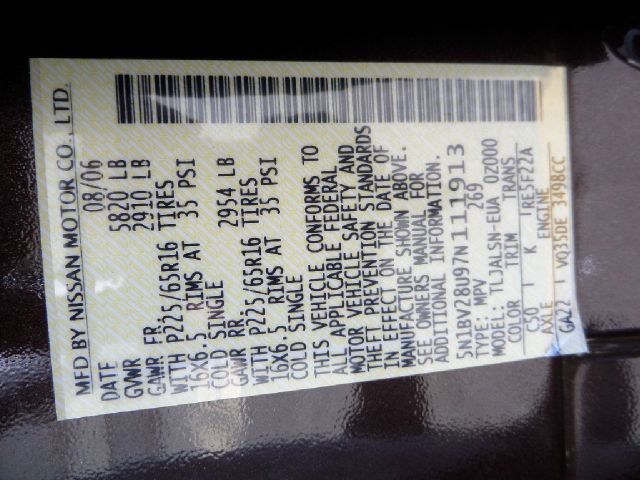 MFD BY NISSAN MOTOR CO., LTD.
DATE 08/06
GVWR 5820 LB
GAWR FR. 2910 LB
WITH P225/65R16 TIRES
16X6.5 RIMS AT 35 PSI
COLD SINGLE
GAWR RR. 2954 LB
WITH P225/65R16 TIRES
16X6.5 RIMS AT 35 PSI
COLD SINGLE
THIS VEHICLE CONFORMS TO
ALL APPLICABLE FEDERAL
MOTOR VEHICLE SAFETY AND
THEFT PREVENTION STANDARDS
IN EFFECT ON THE DATE OF
MANUFACTURE SHOWN ABOVE.
SEE OWNERS MANUAL FOR
ADDITIONAL INFORMATION.
5N1BV28U97N111913
TYPE: MPV 269
MODEL: TLJALSN-EUA 0Z000
COLOR TRIM TRANS
C50 K RE5F22A
AXLE ENGINE
GA22 VQ35DE 3498CC